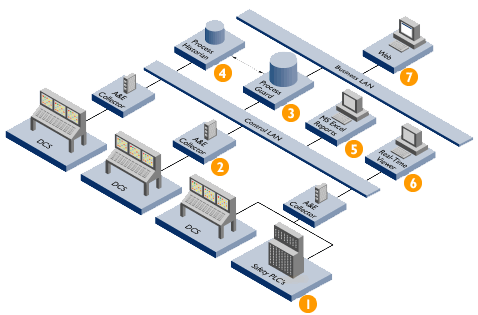 Process
Historian
4
Process
Guard
3
Business LAN
Web
7
A&E
Collector
DCS
A&E
Collector
2
Control LAN
MS Excel
Reports
5
Real-Time
Viewer
6
DCS
DCS
A&E
Collector
Safety PLC's
1